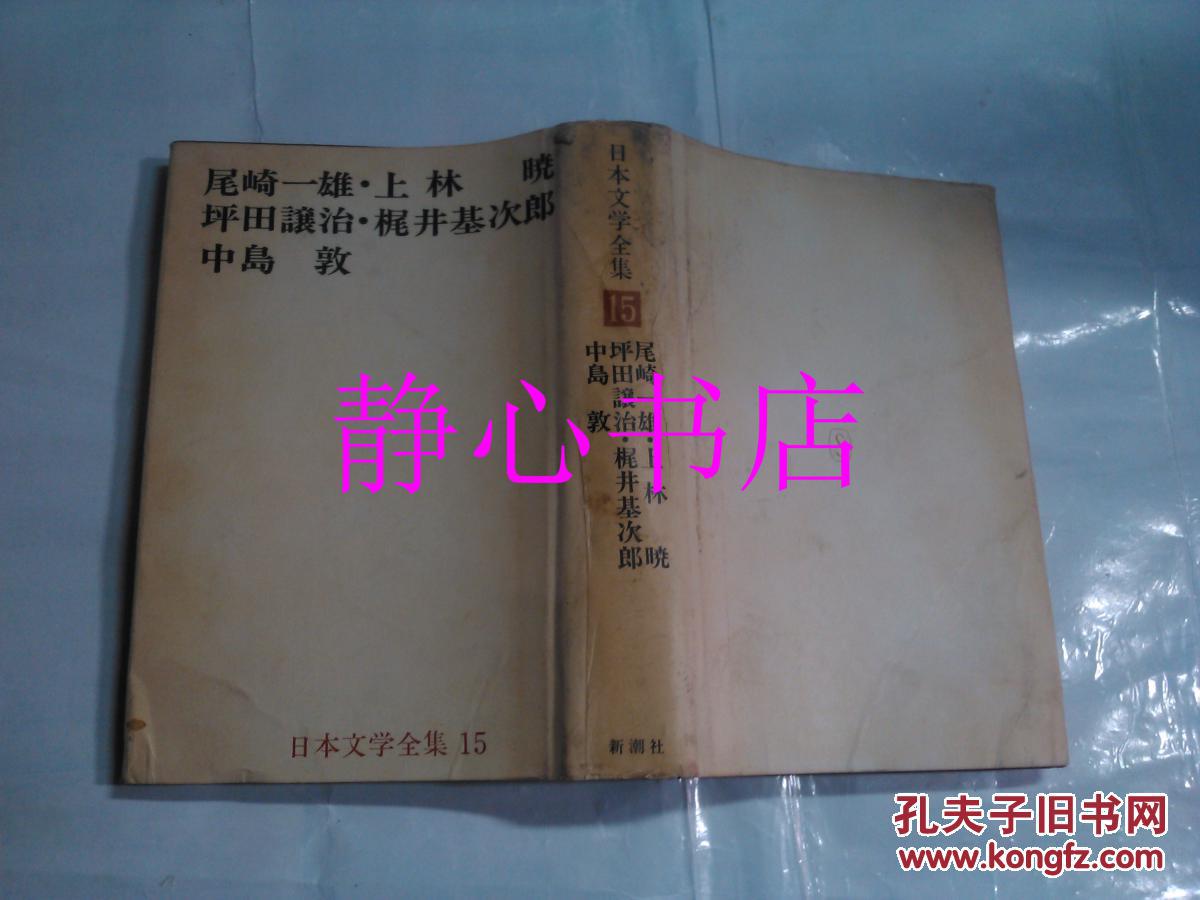 尾崎一雄・上林 暁
坪田譲治・梶井基次郎
中島 敦
日本文学全集 15
日本文学全集
15
尾崎一雄・上林 暁
坪田譲治・梶井基次郎
中島 敦
新潮社
静心书店
孔夫子旧书网
www.kongfz.com